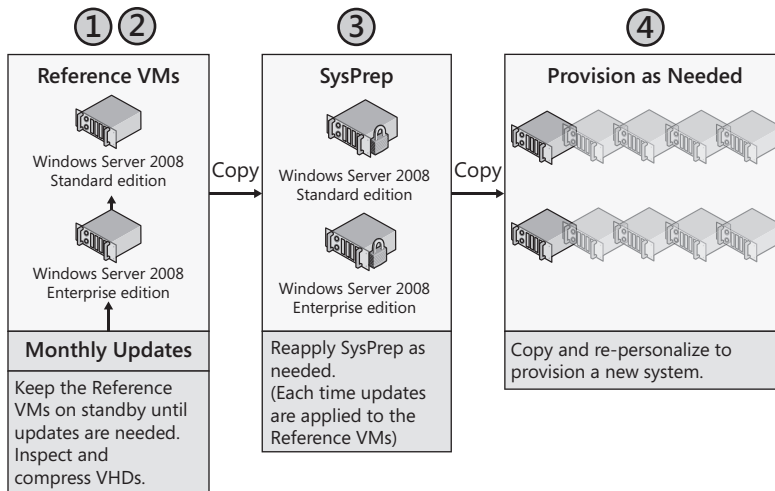 1 2
Reference VMs
Windows Server 2008
Standard edition
Windows Server 2008
Enterprise edition
Monthly Updates
Keep the Reference
VMs on standby until
updates are needed.
Inspect and
compress VHDs.
Copy
3
SysPrep
Windows Server 2008
Standard edition
Windows Server 2008
Enterprise edition
Reapply SysPrep as
needed.
(Each time updates
are applied to the
Reference VMs)
Copy
4
Provision as Needed
Copy and re-personalize to
provision a new system.